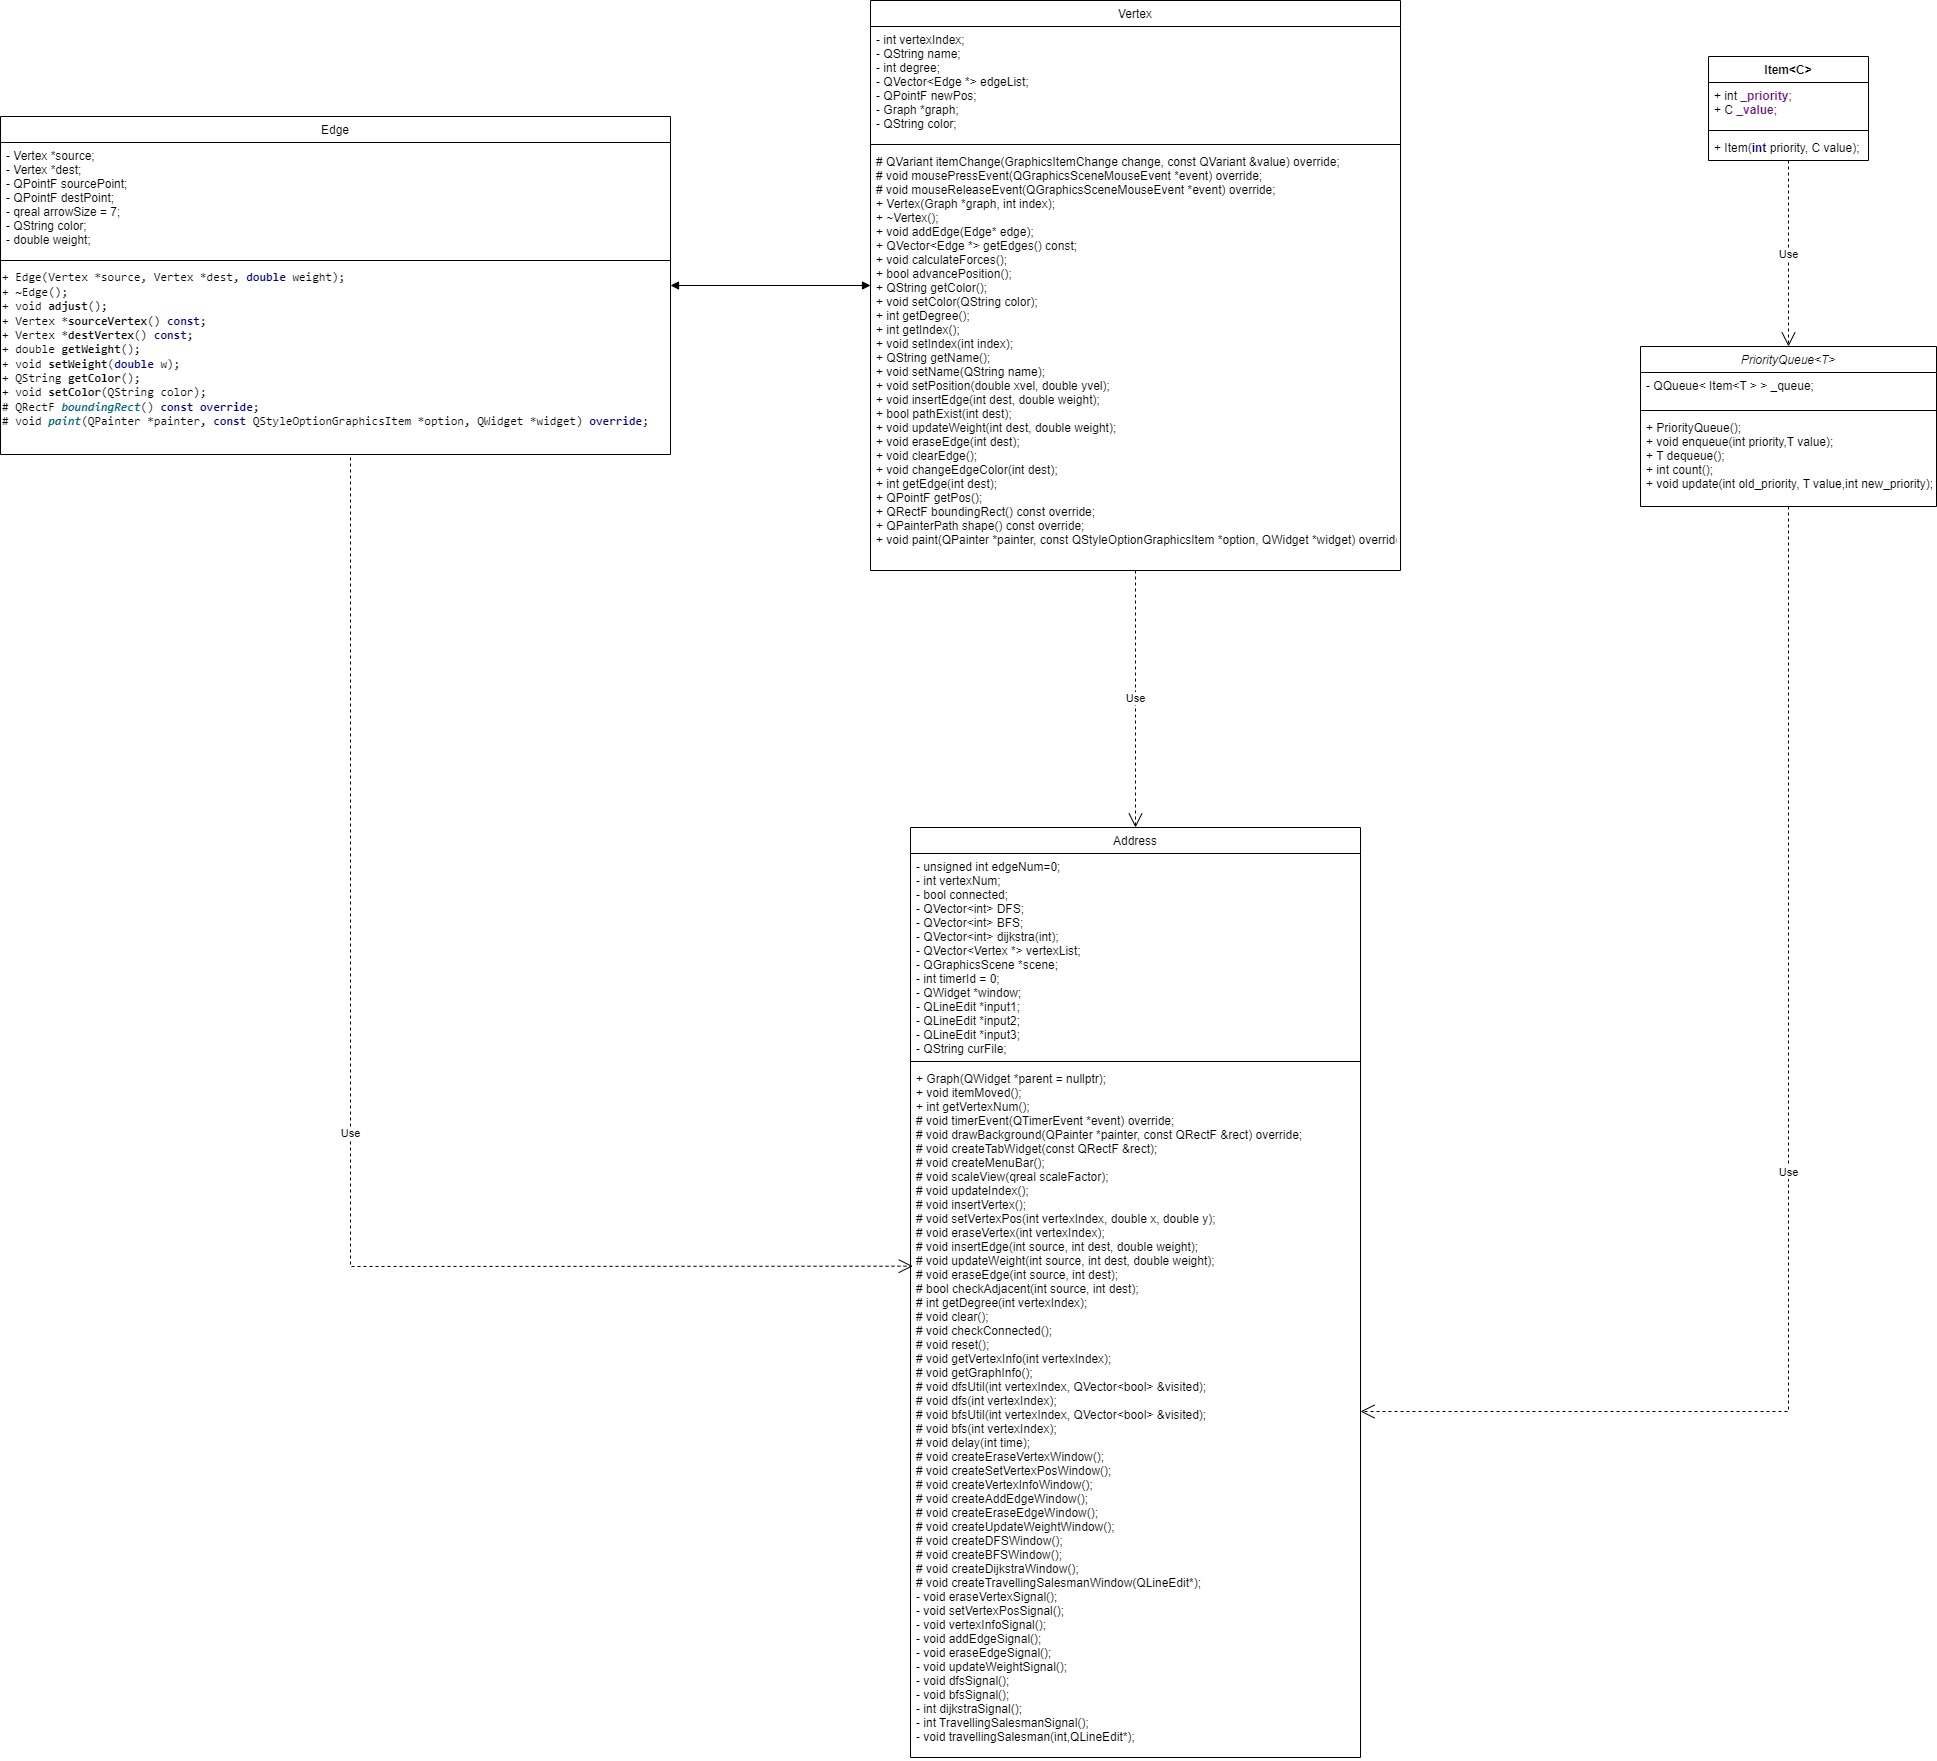 Vertex
- int vertexIndex;
- QString name;
- int degree;
- QVector<Edge *> edgeList;
- QPointF newPos;
- Graph *graph;
- QString color;
# QVariant itemChange(GraphicsItemChange change, const QVariant &value) override;
# void mousePressEvent(QGraphicsSceneMouseEvent *event) override;
# void mouseReleaseEvent(QGraphicsSceneMouseEvent *event) override;
+ Vertex(Graph *graph, int index);
+ ~Vertex();
+ void addEdge(Edge* edge);
+ QVector<Edge *> getEdges() const;
+ void calculateForces();
+ bool advancePosition();
+ QString getColor();
+ void setColor(QString color);
+ int getDegree();
+ int getIndex();
+ void setIndex(int index);
+ QString getName();
+ void setName(QString name);
+ void setPosition(double xvel, double yvel);
+ void insertEdge(int dest, double weight);
+ bool pathExist(int dest);
+ void updateWeight(int dest, double weight);
+ void eraseEdge(int dest);
+ void clearEdge();
+ void changeEdgeColor(int dest);
+ int getEdge(int dest);
+ QPointF getPos();
+ QRectF boundingRect() const override;
+ QPainterPath shape() const override;
+ void paint(QPainter *painter, const QStyleOptionGraphicsItem *option, QWidget *widget) overrid
Item<C>
+ int _priority;
+ C _value;
+ Item(int priority, C value);
Use
Edge
- Vertex *source;
- Vertex *dest;
- QPointF sourcePoint;
- QPointF destPoint;
- qreal arrowSize = 7;
- QString color;
- double weight;
+ Edge(Vertex *source, Vertex *dest, double weight);
+ ~Edge();
+ void adjust();
+ Vertex *sourceVertex() const;
+ Vertex *destVertex() const;
+ double getWeight();
+ void setWeight(double w);
+ QString getColor();
+ void setColor(QString color);
# QRectF boundingRect() const override;
# void paint(QPainter *painter, const QStyleOptionGraphicsItem *option, QWidget *widget) override;
PriorityQueue<T>
- QQueue< Item<T > > _queue;
+ PriorityQueue();
+ void enqueue(int priority,T value);
+ T dequeue();
+ int count();
+ void update(int old_priority, T value,int new_priority);
Use
Address
- unsigned int edgeNum=0;
- int vertexNum;
- bool connected;
- QVector<int> DFS;
- QVector<int> BFS;
- QVector<int> dijkstra(int);
- QVector<Vertex *> vertexList;
- QGraphicsScene *scene;
- int timerId = 0;
- QWidget *window;
- QLineEdit *input1;
- QLineEdit *input2;
- QLineEdit *input3;
- QString curFile;
+ Graph(QWidget *parent = nullptr);
+ void itemMoved();
+ int getVertexNum();
# void timerEvent(QTimerEvent *event) override;
# void drawBackground(QPainter *painter, const QRectF &rect) override;
# void createTabWidget(const QRectF &rect);
# void createMenuBar();
# void scaleView(qreal scaleFactor);
# void updateIndex();
# void insertVertex();
# void setVertexPos(int vertexIndex, double x, double y);
# void eraseVertex(int vertexIndex);
# void insertEdge(int source, int dest, double weight);
# void updateWeight(int source, int dest, double weight);
# void eraseEdge(int source, int dest);
# bool checkAdjacent(int source, int dest);
# int getDegree(int vertexIndex);
# void clear();
# void checkConnected();
# void reset();
# void getVertexInfo(int vertexIndex);
# void getGraphInfo();
# void dfsUtil(int vertexIndex, QVector<bool> &visited);
# void dfs(int vertexIndex);
# void bfsUtil(int vertexIndex, QVector<bool> &visited);
# void bfs(int vertexIndex);
# void delay(int time);
# void createEraseVertexWindow();
# void createSetVertexPosWindow();
# void createVertexInfoWindow();
# void createAddEdgeWindow();
# void createEraseEdgeWindow();
# void createUpdateWeightWindow();
# void createDFSWindow();
# void createBFSWindow();
# void createDijkstraWindow();
# void createTravellingSalesmanWindow(QLineEdit*);
- void eraseVertexSignal();
- void setVertexPosSignal();
- void vertexInfoSignal();
- void addEdgeSignal();
- void eraseEdgeSignal();
- void updateWeightSignal();
- void dfsSignal();
- void bfsSignal();
- int dijkstraSignal();
- int TravellingSalesmanSignal();
- void travellingSalesman(int,QLineEdit*);
Use
Use